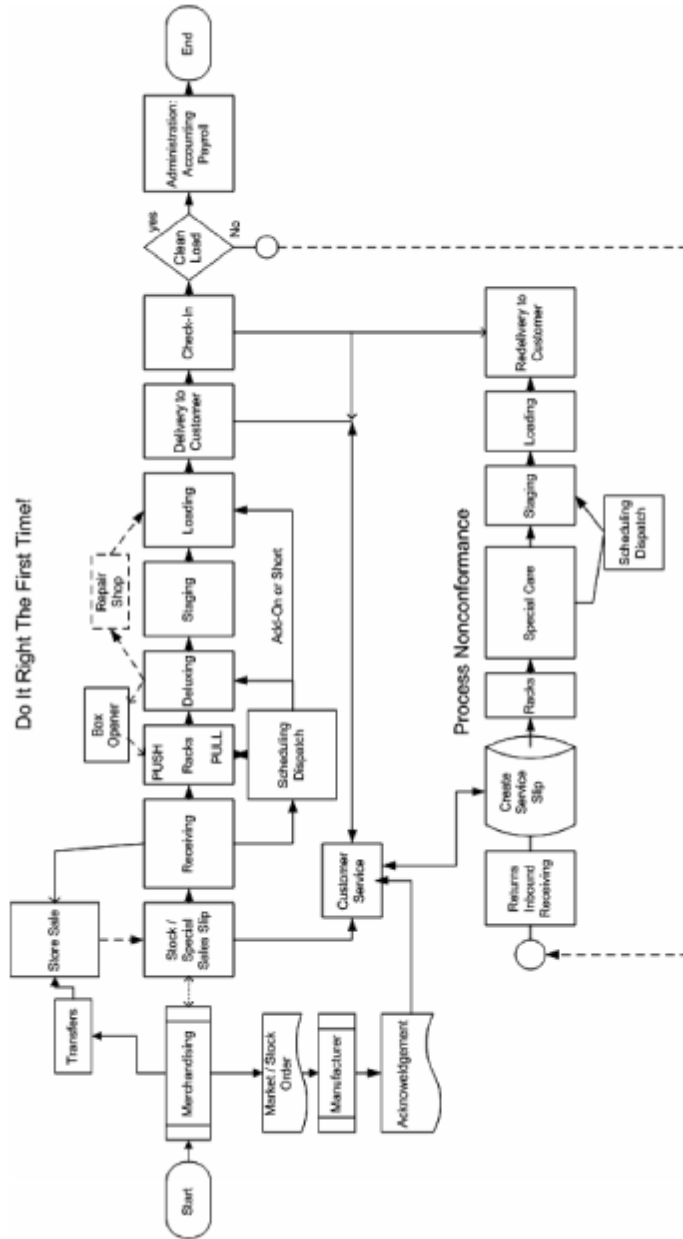 Do It Right The First Time!
Start
Merchandising
Transfers
Store Sale
Market / Stock
Order
Manufacturer
Acknoweldgement
Stock /
Special
Sales Slip
Receiving
PUSH
Racks
PULL
Box
Opener
Deluxing
Repair
Shop
Staging
Loading
Delivery to
Customer
Check-In
Clean
Load
yes
No
Administration:
Accounting
Payroll
End
Scheduling
Dispatch
Add-On or Short
Customer
Service
Process Nonconformance
Returns
Inbound
Receiving
Create
Service
Slip
Racks
Special Care
Staging
Loading
Redelivery to
Customer
Scheduling
Dispatch